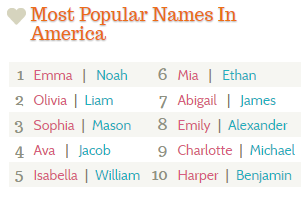 Most Popular Names In
America
1 Emma | Noah
2 Olivia | Liam
3 Sophia | Mason
4 Ava | Jacob
5 Isabella | William
6 Mia | Ethan
7 Abigail | James
8 Emily | Alexander
9 Charlotte | Michael
10 Harper | Benjamin